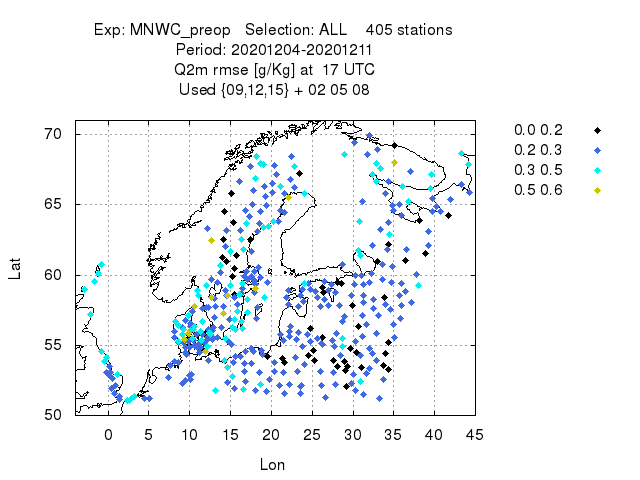 Exp: MNWC_preop   Selection: ALL    405 stations
Period: 20201204-20201211
Q2m rmse [g/Kg] at  17 UTC
Used {09,12,15} + 02 05 08
0.0 0.2
0.2 0.3
0.3 0.5
0.5 0.6
70
65
60
55
50
Lat
0 5 10 15 20 25 30 35 40 45
Lon